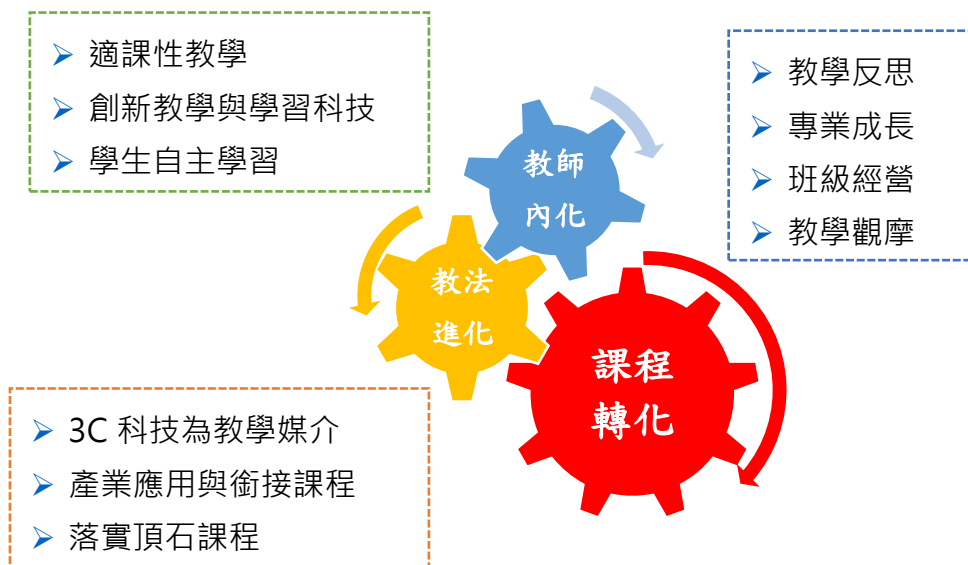 ➢ 適課性教學
➢ 創新教學與學習科技
➢ 學生自主學習
➢ 教學反思
➢ 專業成長
➢ 班級經營
➢ 教學觀摩
教師
內化
教法
進化
課程
轉化
➢ 3C 科技為教學媒介
➢ 產業應用與銜接課程
➢ 落實頂石課程